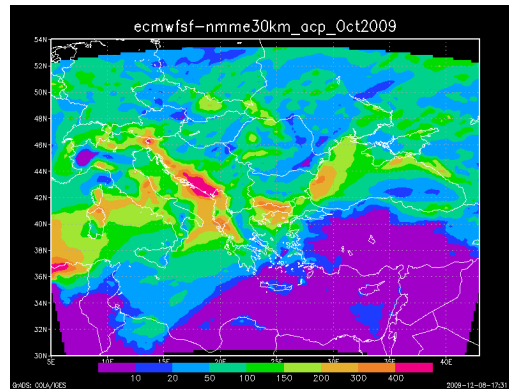 ecmwfsf-nmme30km_acp_Oct2009
54N
52N
50N
48N
46N
44N
42N
40N
38N
36N
34N
32N
30N
5E 10E 15E 20E 25E 30E 35E 40E
10 20 50 100 150 200 300 400
GrADS: COLA/IGES 2009-12-08-17:31